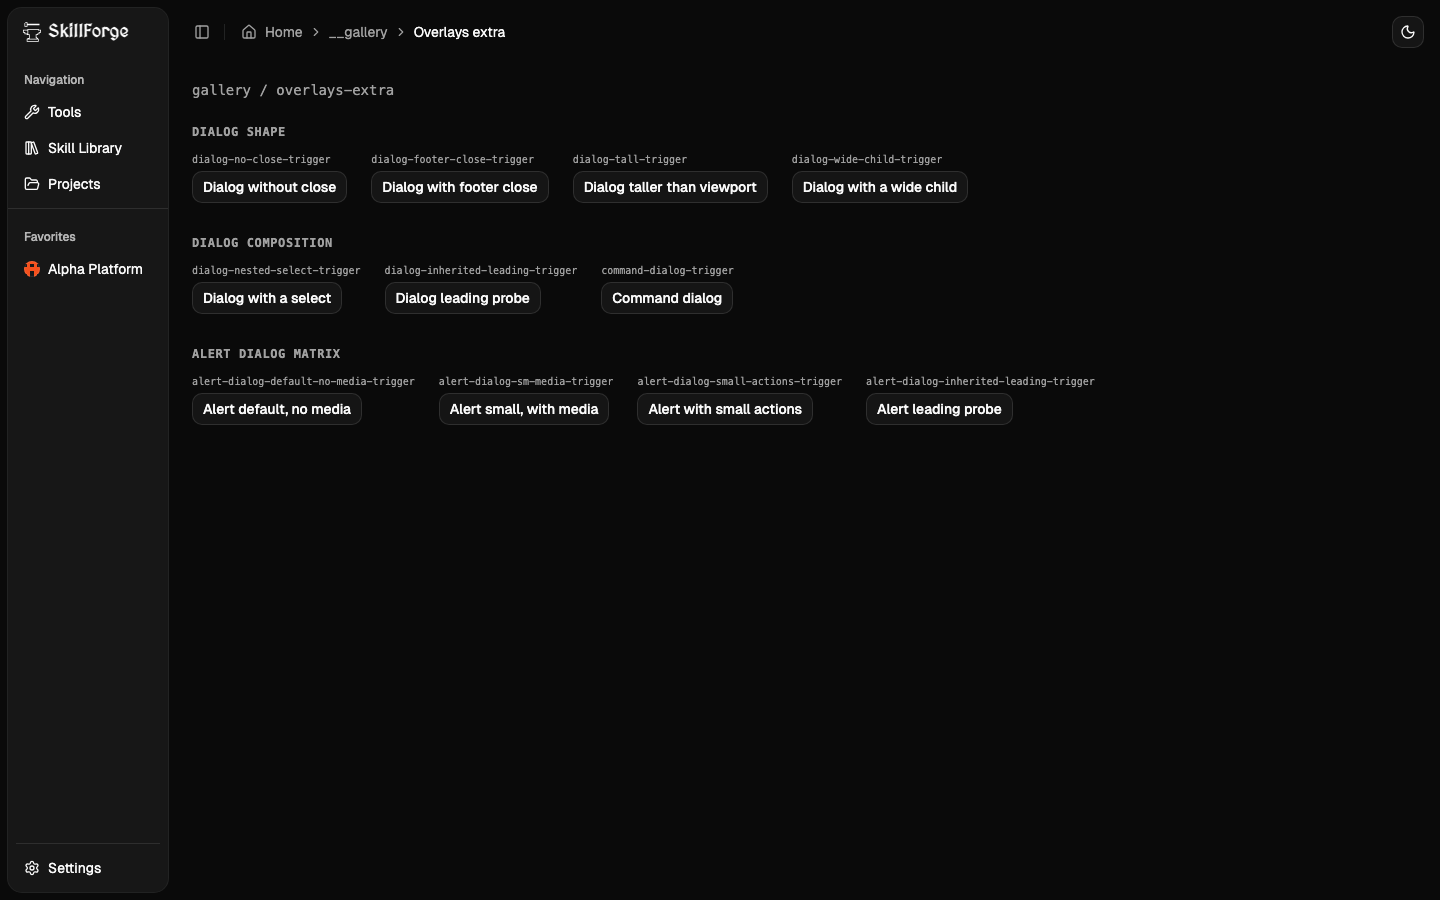 SkillForge
Home > __gallery > Overlays extra
Navigation
Tools
Skill Library
Projects
Favorites
Alpha Platform
Settings
gallery / overlays-extra
DIALOG SHAPE
dialog-no-close-trigger dialog-footer-close-trigger dialog-tall-trigger dialog-wide-child-trigger
Dialog without close Dialog with footer close Dialog taller than viewport Dialog with a wide child
DIALOG COMPOSITION
dialog-nested-select-trigger dialog-inherited-leading-trigger command-dialog-trigger
Dialog with a select Dialog leading probe Command dialog
ALERT DIALOG MATRIX
alert-dialog-default-no-media-trigger alert-dialog-sm-media-trigger alert-dialog-small-actions-trigger alert-dialog-inherited-leading-trigger
Alert default, no media Alert small, with media Alert with small actions Alert leading probe